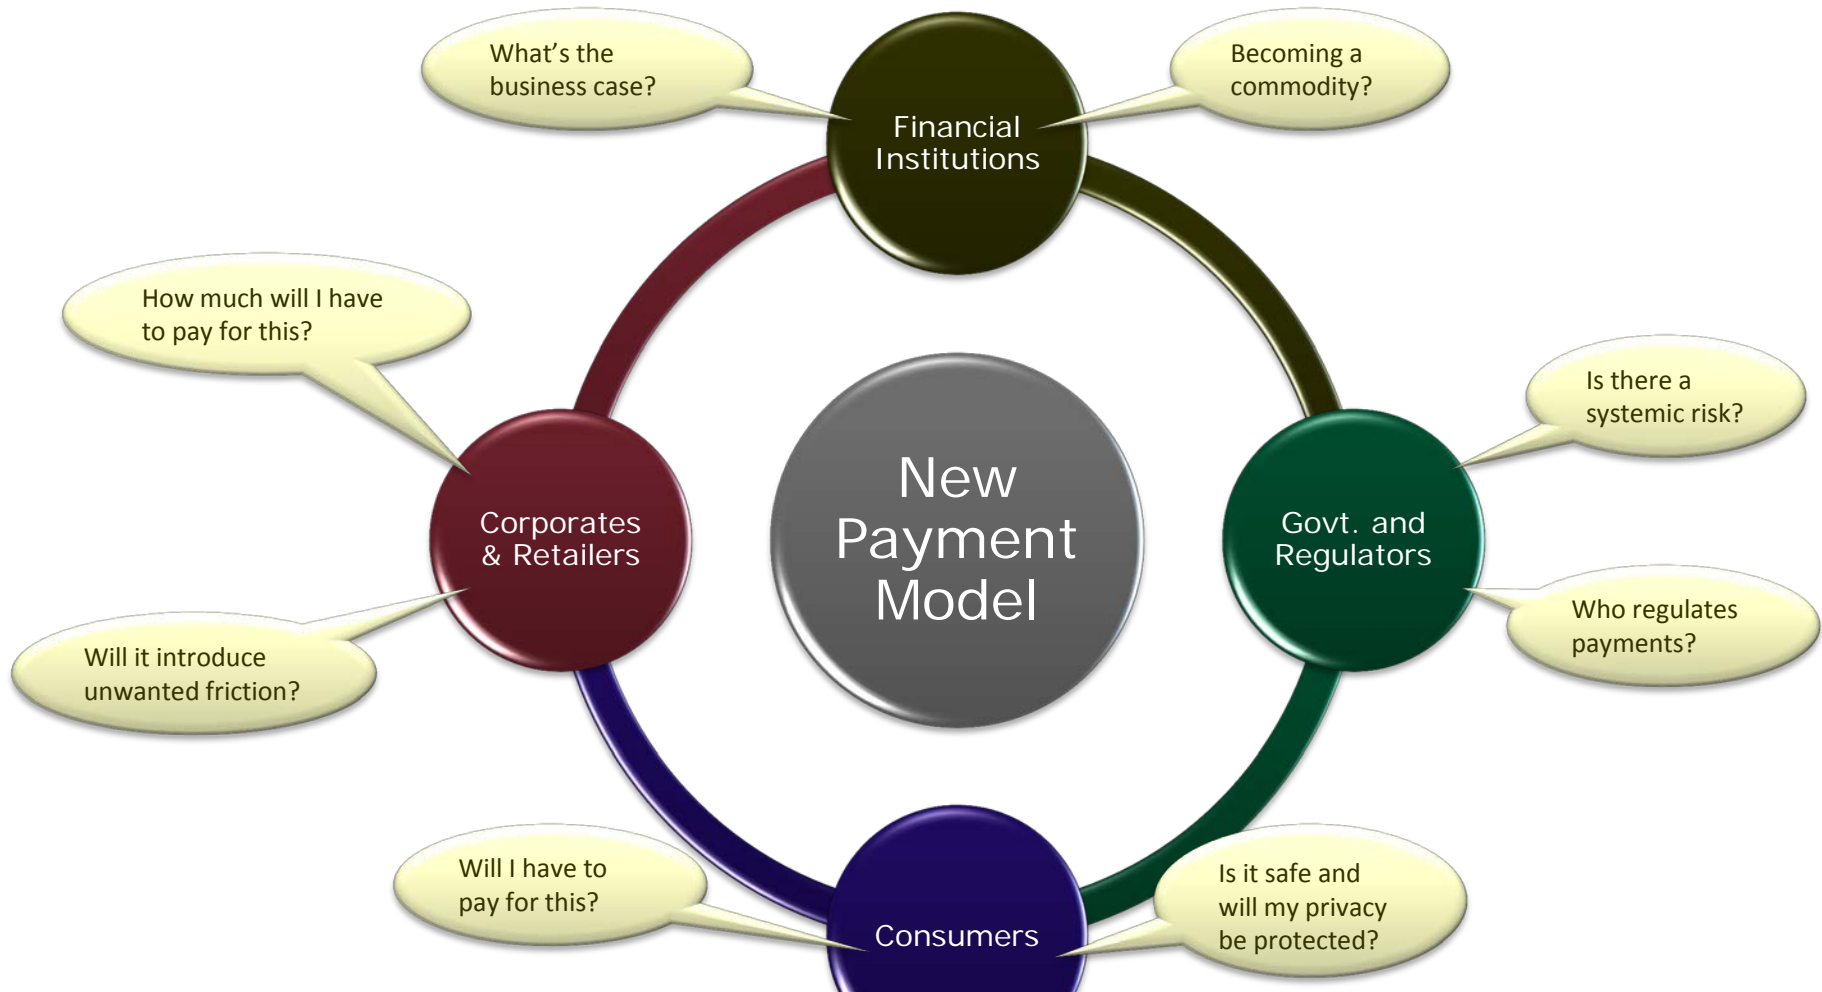 What’s the
business case?
Becoming a
commodity?
Financial
Institutions
How much will I have
to pay for this?
Is there a
systemic risk?
New
Payment
Model
Corporates
& Retailers
Govt. and
Regulators
Who regulates
payments?
Will it introduce
unwanted friction?
Will I have to
pay for this?
Is it safe and
will my privacy
be protected?
Consumers